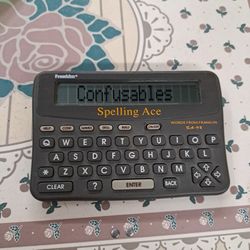 Franklin
Confusables
Spelling Ace
WORDS FROM FRANKLIN
SA-98
Q W E R T Y U I O P
A S D F G H J K L
* Z X C V B N M ?
CLEAR ENTER BACK